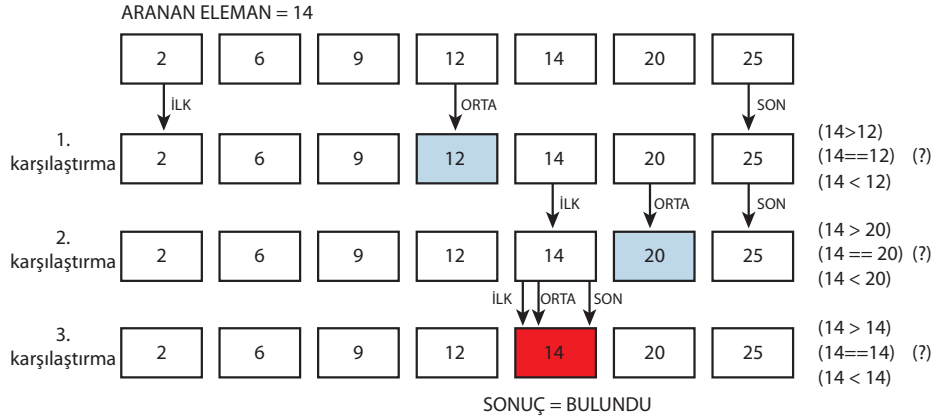 ARANAN ELEMAN = 14
2 6 9 12 14 20 25
İLK ORTA SON
1. karşılaştırma
2 6 9 12 14 20 25
(14>12)
(14==12) (?)
(14 < 12)
İLK ORTA SON
2. karşılaştırma
2 6 9 12 14 20 25
(14 > 20)
(14 == 20) (?)
(14 < 20)
İLK ORTA SON
3. karşılaştırma
2 6 9 12 14 20 25
(14 > 14)
(14==14) (?)
(14 < 14)
SONUÇ = BULUNDU